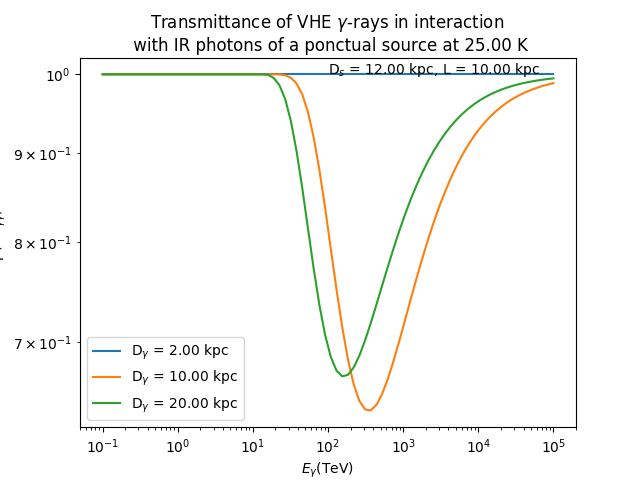 Transmittance of VHE γ-rays in interaction
with IR photons of a ponctual source at 25.00 K
D_s = 12.00 kpc, L = 10.00 kpc
10^0
9 × 10^−1
8 × 10^−1
7 × 10^−1
D_γ = 2.00 kpc
D_γ = 10.00 kpc
D_γ = 20.00 kpc
10^−1 10^0 10^1 10^2 10^3 10^4 10^5
E_γ(TeV)